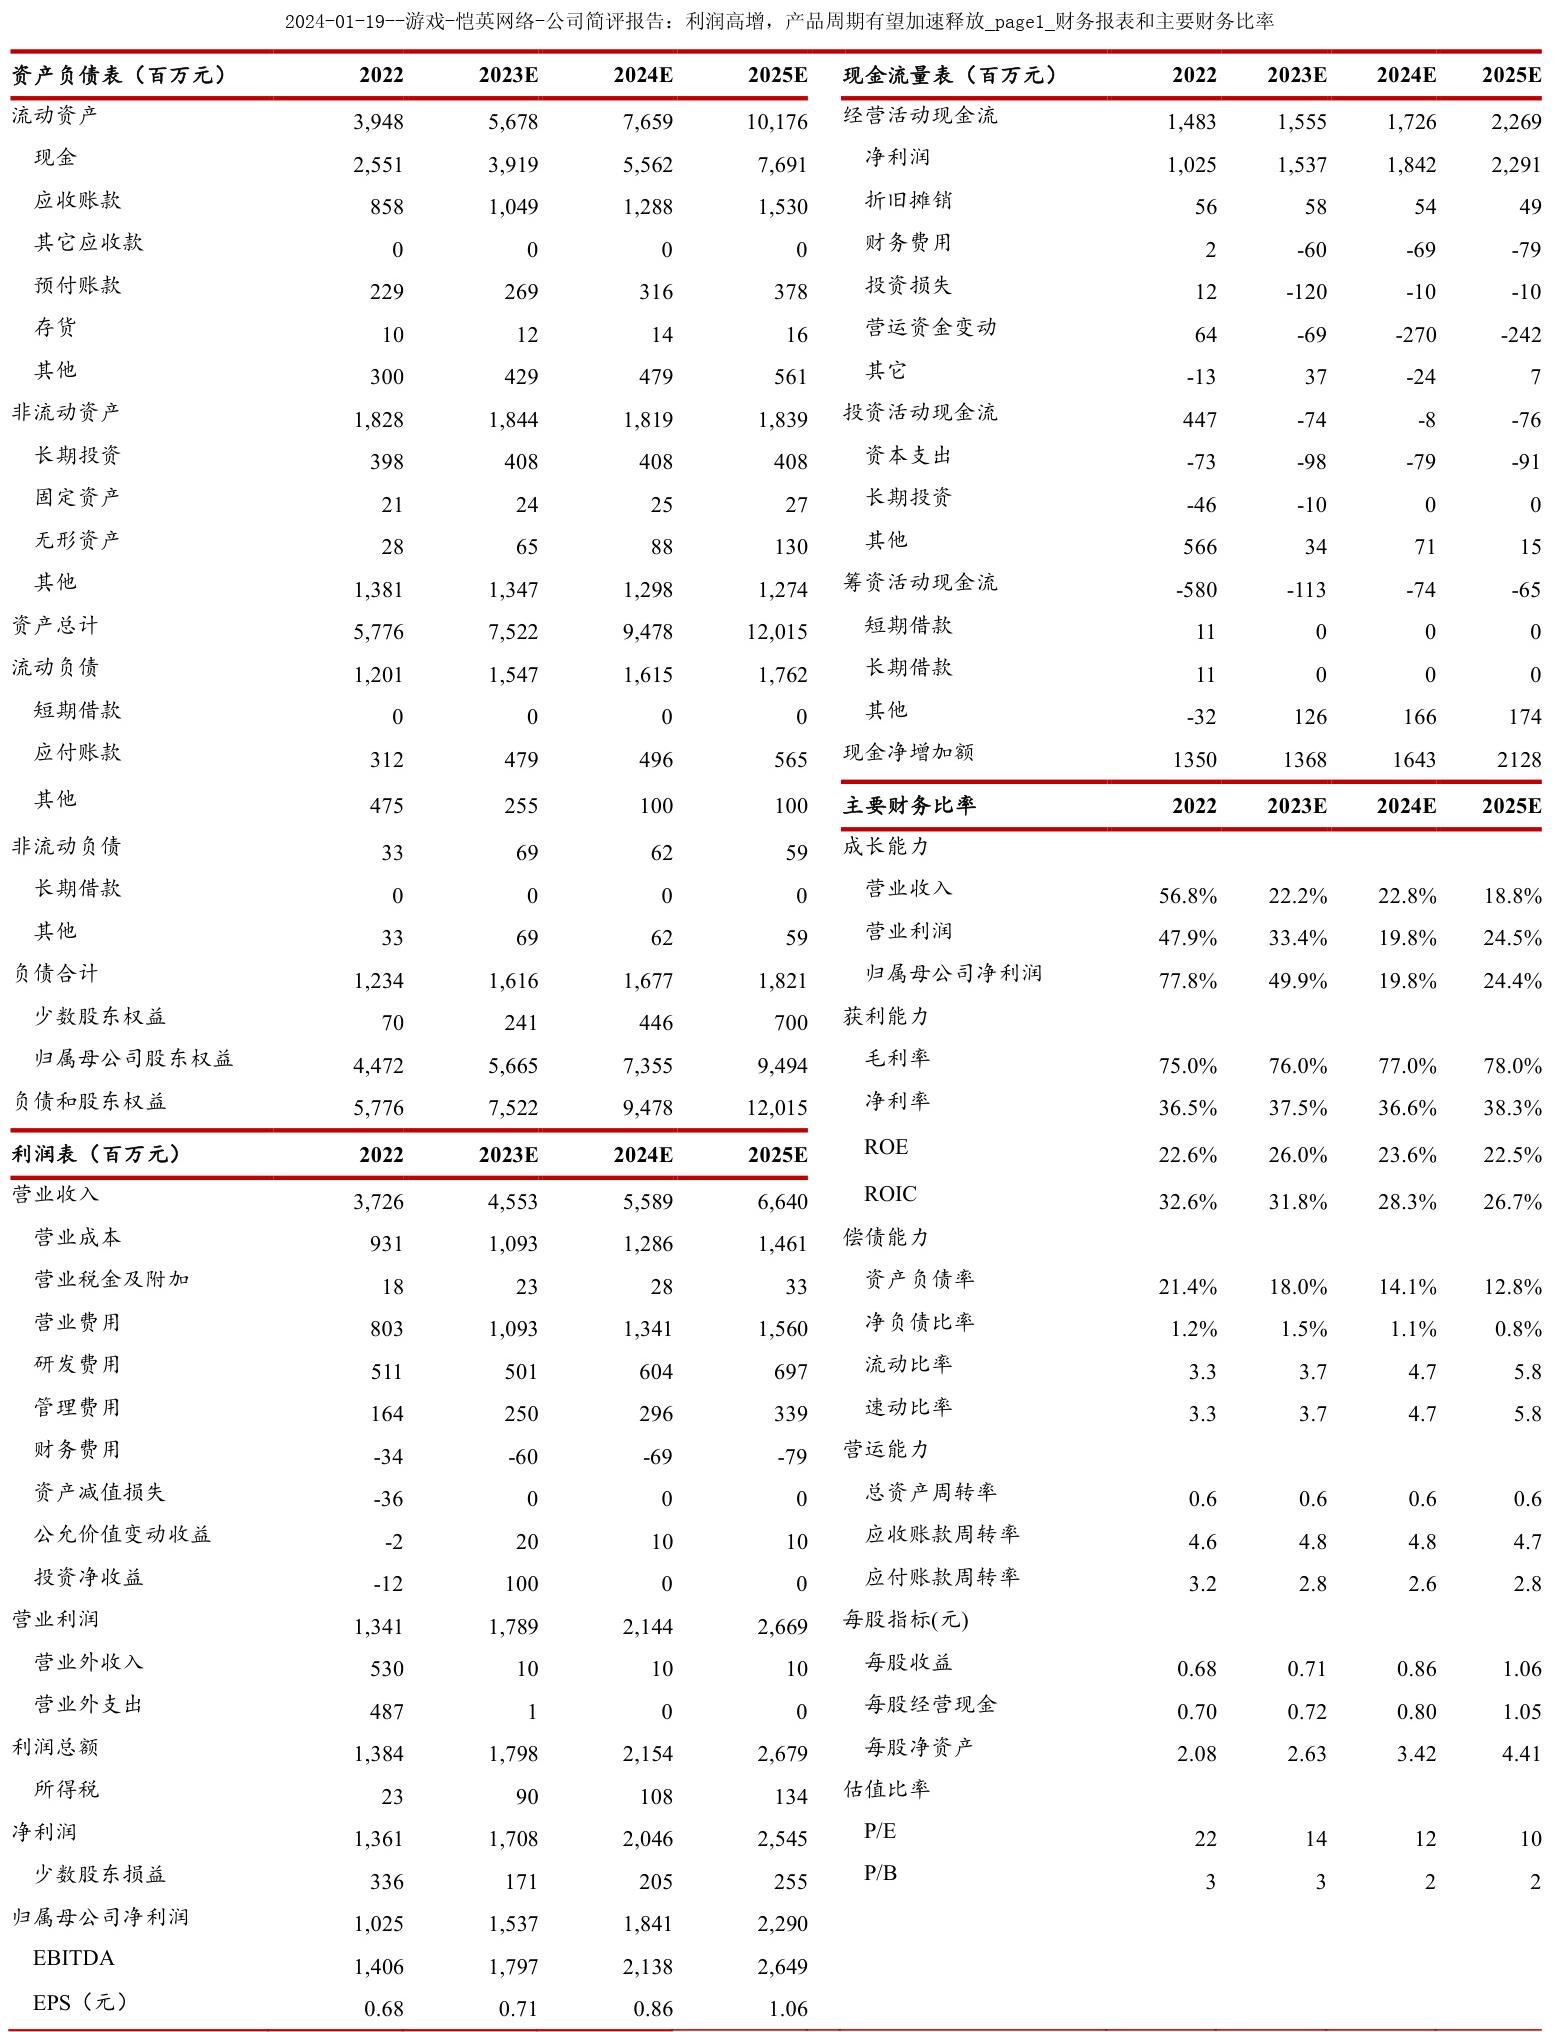 2024-01-19--游戏-恺英网络-公司简评报告：利润高增，产品周期有望加速释放_page1_财务报表和主要财务比率
资产负债表（百万元） 2022 2023E 2024E 2025E
流动资产 3,948 5,678 7,659 10,176
现金 2,551 3,919 5,562 7,691
应收账款 858 1,049 1,288 1,530
其它应收款 0 0 0 0
预付账款 229 269 316 378
存货 10 12 14 16
其他 300 429 479 561
非流动资产 1,828 1,844 1,819 1,839
长期投资 398 408 408 408
固定资产 21 24 25 27
无形资产 28 65 88 130
其他 1,381 1,347 1,298 1,274
资产总计 5,776 7,522 9,478 12,015
流动负债 1,201 1,547 1,615 1,762
短期借款 0 0 0 0
应付账款 312 479 496 565
其他 475 255 100 100
非流动负债 33 69 62 59
长期借款 0 0 0 0
其他 33 69 62 59
负债合计 1,234 1,616 1,677 1,821
少数股东权益 70 241 446 700
归属母公司股东权益 4,472 5,665 7,355 9,494
负债和股东权益 5,776 7,522 9,478 12,015
利润表（百万元） 2022 2023E 2024E 2025E
营业收入 3,726 4,553 5,589 6,640
营业成本 931 1,093 1,286 1,461
营业税金及附加 18 23 28 33
营业费用 803 1,093 1,341 1,560
研发费用 511 501 604 697
管理费用 164 250 296 339
财务费用 -34 -60 -69 -79
资产减值损失 -36 0 0 0
公允价值变动收益 -2 20 10 10
投资净收益 -12 100 0 0
营业利润 1,341 1,789 2,144 2,669
营业外收入 530 10 10 10
营业外支出 487 1 0 0
利润总额 1,384 1,798 2,154 2,679
所得税 23 90 108 134
净利润 1,361 1,708 2,046 2,545
少数股东损益 336 171 205 255
归属母公司净利润 1,025 1,537 1,841 2,290
EBITDA 1,406 1,797 2,138 2,649
EPS（元） 0.68 0.71 0.86 1.06
现金流量表（百万元） 2022 2023E 2024E 2025E
经营活动现金流 1,483 1,555 1,726 2,269
净利润 1,025 1,537 1,842 2,291
折旧摊销 56 58 54 49
财务费用 2 -60 -69 -79
投资损失 12 -120 -10 -10
营运资金变动 64 -69 -270 -242
其它 -13 37 -24 7
投资活动现金流 447 -74 -8 -76
资本支出 -73 -98 -79 -91
长期投资 -46 -10 0 0
其他 566 34 71 15
筹资活动现金流 -580 -113 -74 -65
短期借款 11 0 0 0
长期借款 11 0 0 0
其他 -32 126 166 174
现金净增加额 1350 1368 1643 2128
主要财务比率 2022 2023E 2024E 2025E
成长能力
营业收入 56.8% 22.2% 22.8% 18.8%
营业利润 47.9% 33.4% 19.8% 24.5%
归属母公司净利润 77.8% 49.9% 19.8% 24.4%
获利能力
毛利率 75.0% 76.0% 77.0% 78.0%
净利率 36.5% 37.5% 36.6% 38.3%
ROE 22.6% 26.0% 23.6% 22.5%
ROIC 32.6% 31.8% 28.3% 26.7%
偿债能力
资产负债率 21.4% 18.0% 14.1% 12.8%
净负债比率 1.2% 1.5% 1.1% 0.8%
流动比率 3.3 3.7 4.7 5.8
速动比率 3.3 3.7 4.7 5.8
营运能力
总资产周转率 0.6 0.6 0.6 0.6
应收账款周转率 4.6 4.8 4.8 4.7
应付账款周转率 3.2 2.8 2.6 2.8
每股指标(元)
每股收益 0.68 0.71 0.86 1.06
每股经营现金 0.70 0.72 0.80 1.05
每股净资产 2.08 2.63 3.42 4.41
估值比率
P/E 22 14 12 10
P/B 3 3 2 2